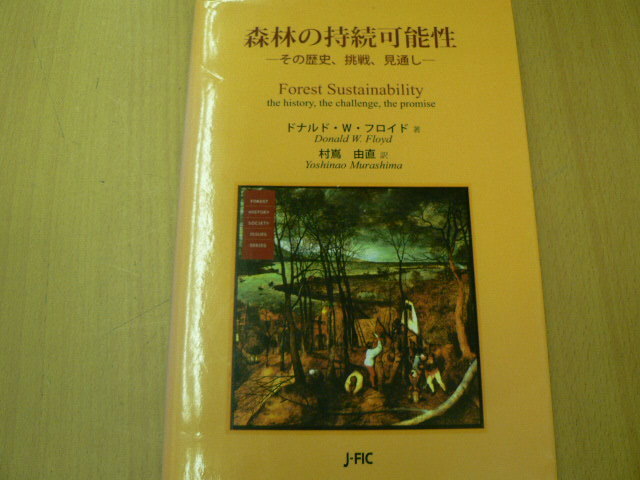 森林の持続可能性
―その歴史、挑戦、見通し―
Forest Sustainability
the history, the challenge, the promise
ドナルド・W・フロイド 著
Donald W. Floyd
村嶌 由直 訳
Yoshinao Murashima
FOREST
HISTORY
SOCIETY
ISSUES
SERIES
J-FIC